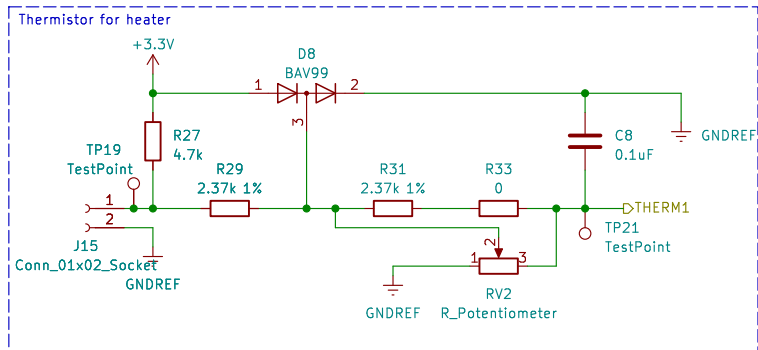 Thermistor for heater
+3.3V
D8
BAV99
1
2
3
R27
4.7k
C8
0.1uF
GNDREF
TP19
TestPoint
R29
2.37k 1%
R31
2.37k 1%
R33
0
1
2
THERM1
J15
Conn_01x02_Socket
GNDREF
TP21
TestPoint
2
1
3
GNDREF
RV2
R_Potentiometer